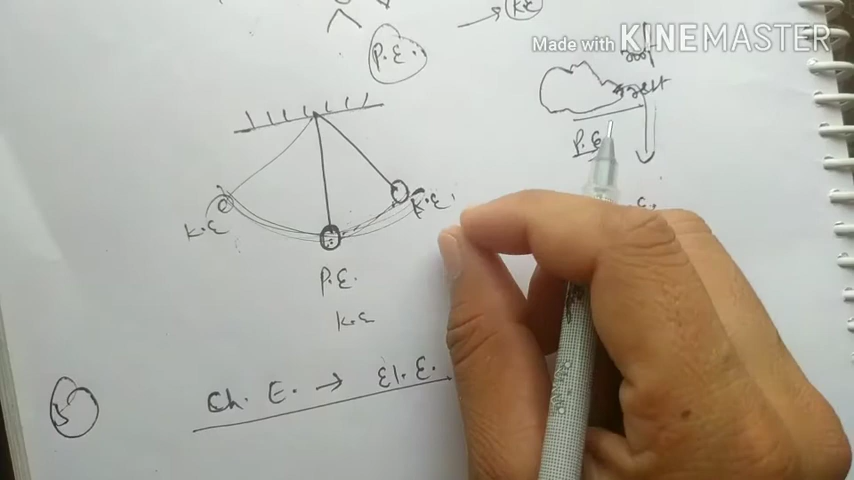 K.E
P.E.
Made with KINEMASTER
P.E
K.E
K.E.
P.E.
K.E
Ch. E. → El. E.